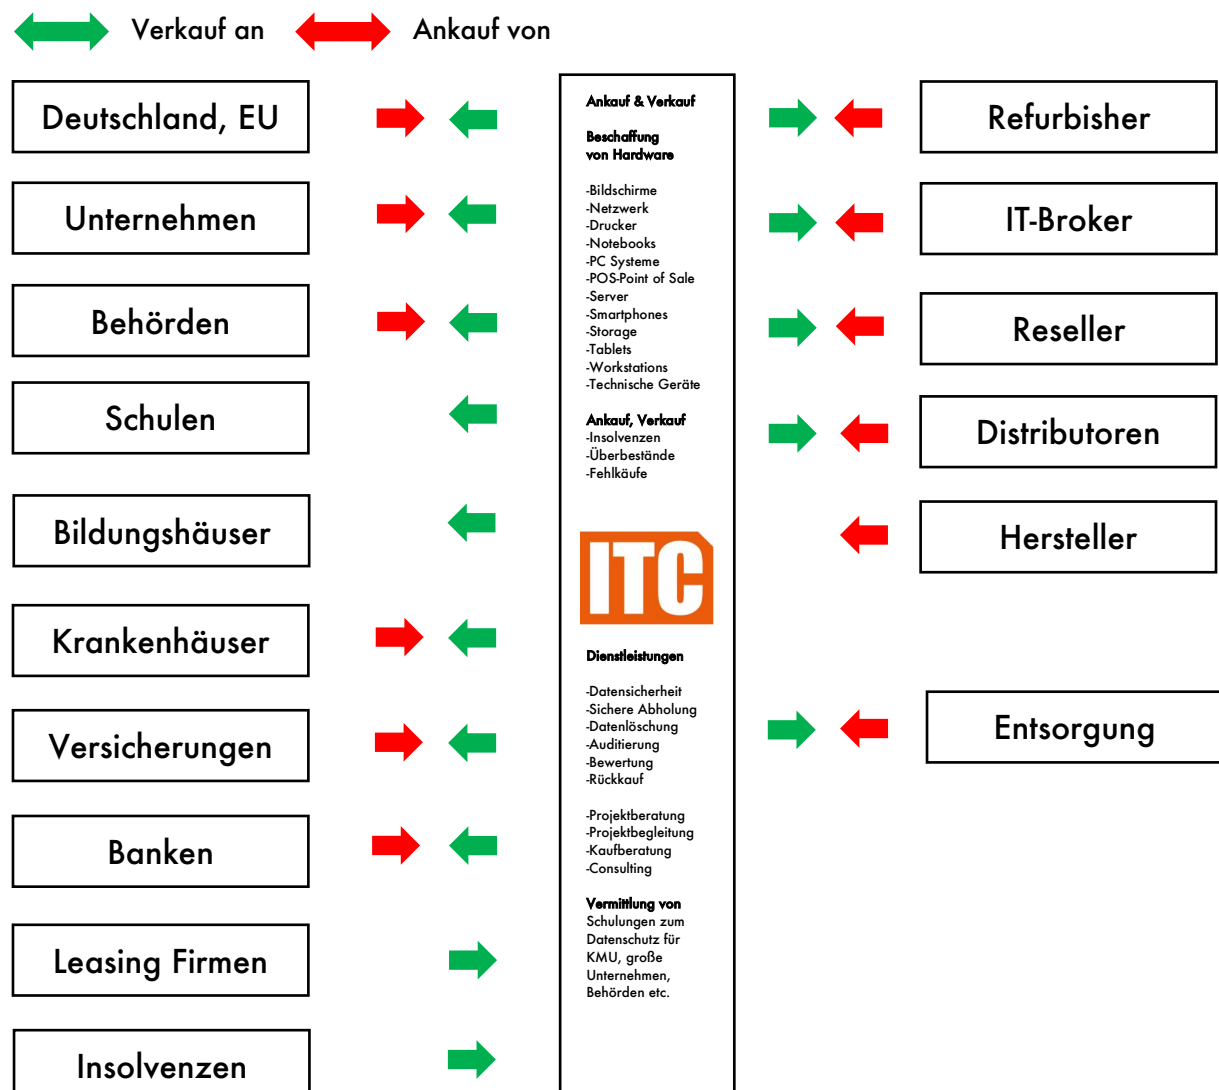 Verkauf an
Ankauf von
Deutschland, EU
Unternehmen
Behörden
Schulen
Bildungshäuser
Krankenhäuser
Versicherungen
Banken
Leasing Firmen
Insolvenzen
Ankauf & Verkauf
Beschaffung
von Hardware
-Bildschirme
-Netzwerk
-Drucker
-Notebooks
-PC Systeme
-POS-Point of Sale
-Server
-Smartphones
-Storage
-Tablets
-Workstations
-Technische Geräte
Ankauf, Verkauf
-Insolvenzen
-Überbestände
-Fehlkäufe
ITC
Dienstleistungen
-Datensicherheit
-Sichere Abholung
-Datenlöschung
-Auditierung
-Bewertung
-Rückkauf
-Projektberatung
-Projektbegleitung
-Kaufberatung
-Consulting
Vermittlung von
Schulungen zum
Datenschutz für
KMU, große
Unternehmen,
Behörden etc.
Refurbisher
IT-Broker
Reseller
Distributoren
Hersteller
Entsorgung